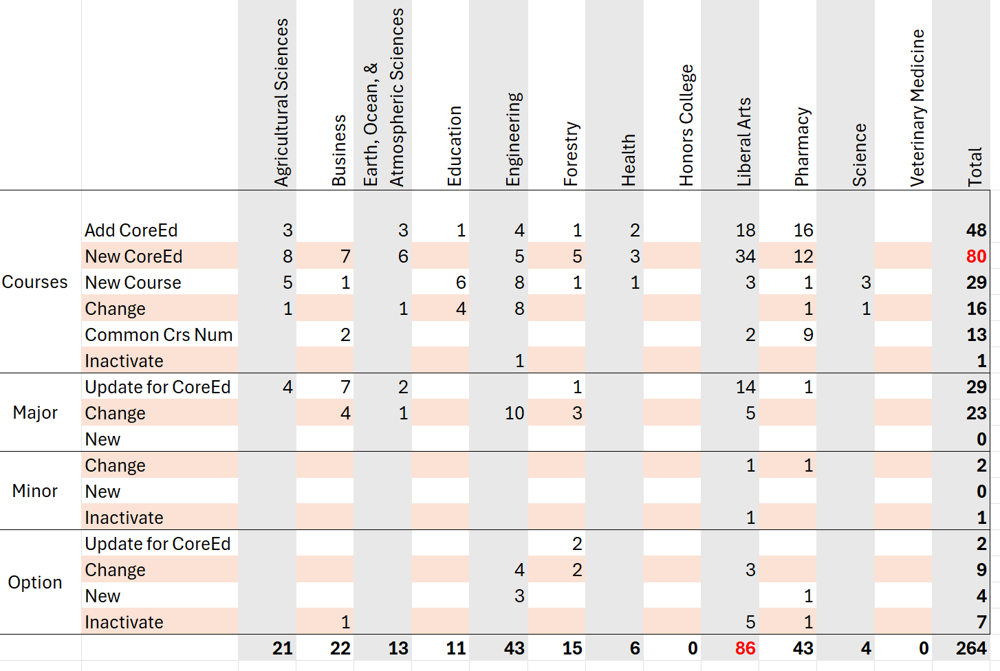 Agricultural Sciences
Business
Earth, Ocean, &
Atmospheric Sciences
Education
Engineering
Forestry
Health
Honors College
Liberal Arts
Pharmacy
Science
Veterinary Medicine
Total
Courses
Add CoreEd 3 3 1 4 1 2 18 16 48
New CoreEd 8 7 6 5 5 3 34 12 80
New Course 5 1 6 8 1 1 3 1 3 29
Change 1 1 4 8 1 1 16
Common Crs Num 2 2 9 13
Inactivate 1 1
Major
Update for CoreEd 4 7 2 1 14 1 29
Change 4 1 10 3 5 23
New 0
Minor
Change 1 1 2
New 0
Inactivate 1 1
Option
Update for CoreEd 2 2
Change 4 2 3 9
New 3 1 4
Inactivate 1 5 1 7
21 22 13 11 43 15 6 0 86 43 4 0 264